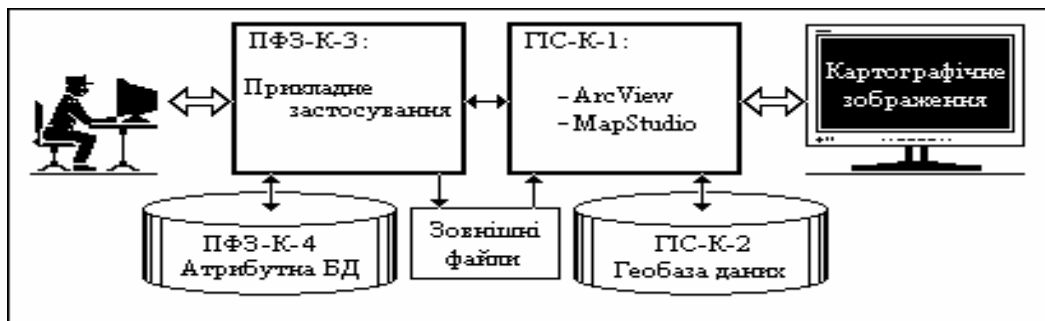 ПФЗ-К-3:
Прикладне
застосування
ГІС-К-1:
-ArcView
-MapStudio
Картографічне
зображення
ПФЗ-К-4
Атрибутна БД
Зовнішні
файли
ГІС-К-2
Геобаза даних